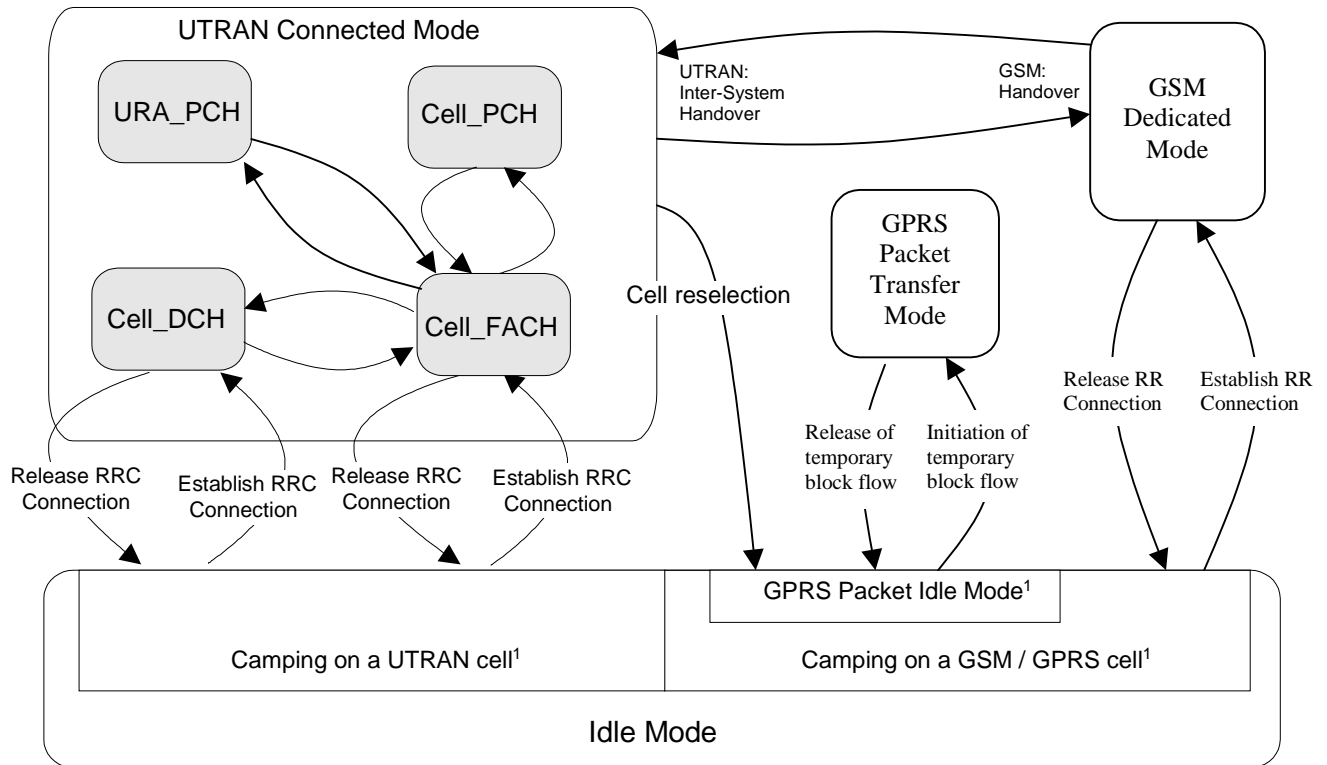 UTRAN Connected Mode
URA_PCH
Cell_PCH
Cell_DCH
Cell_FACH
UTRAN:
Inter-System
Handover
GSM:
Handover
GSM
Dedicated
Mode
GPRS
Packet
Transfer
Mode
Cell reselection
Release RRC
Connection
Establish RRC
Connection
Release RRC
Connection
Establish RRC
Connection
Release of
temporary
block flow
Initiation of
temporary
block flow
Release RR
Connection
Establish RR
Connection
GPRS Packet Idle Mode¹
Camping on a UTRAN cell¹
Camping on a GSM / GPRS cell¹
Idle Mode